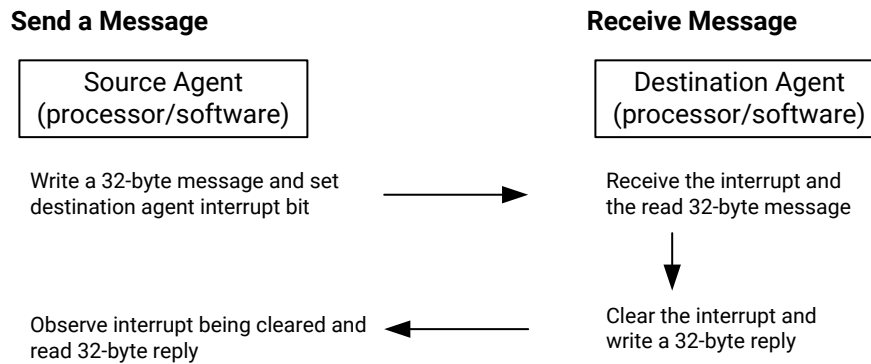 Send a Message
Receive Message
Source Agent
(processor/software)
Destination Agent
(processor/software)
Write a 32-byte message and set
destination agent interrupt bit
Receive the interrupt and
the read 32-byte message
Observe interrupt being cleared and
read 32-byte reply
Clear the interrupt and
write a 32-byte reply